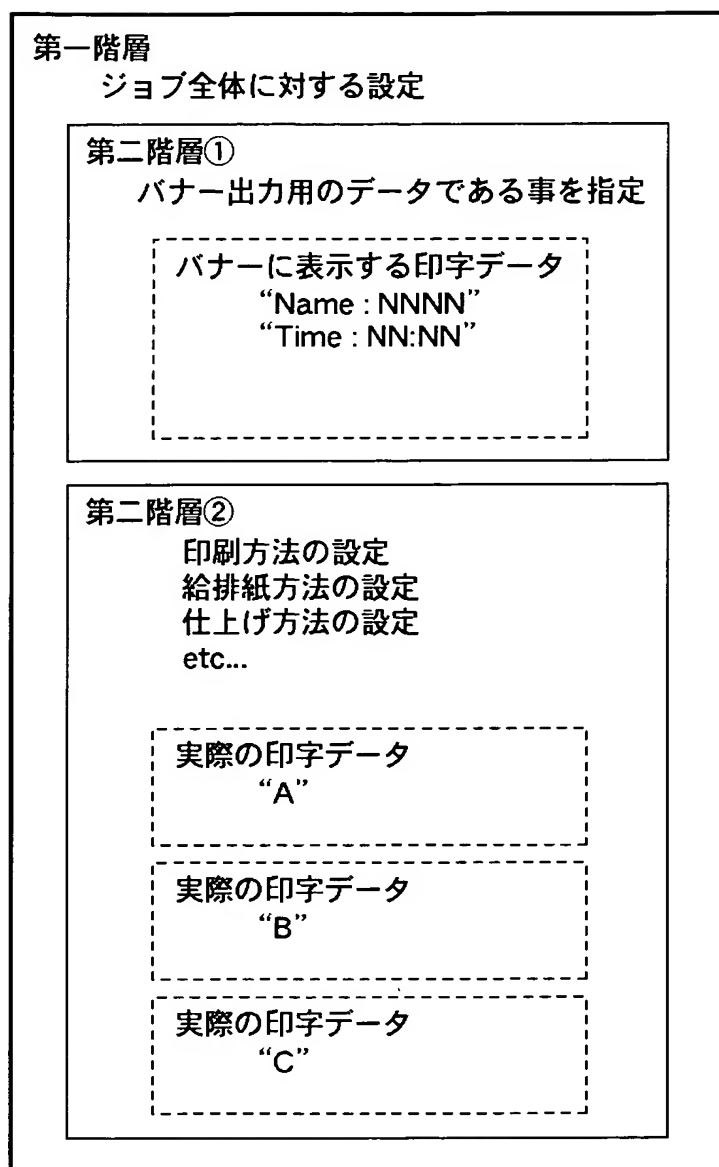 第一階層
ジョブ全体に対する設定
第二階層①
バナー出力用のデータである事を指定
バナーに表示する印字データ
“Name : NNNN”
“Time : NN:NN”
第二階層②
印刷方法の設定
給排紙方法の設定
仕上げ方法の設定
etc...
実際の印字データ
“A”
実際の印字データ
“B”
実際の印字データ
“C”